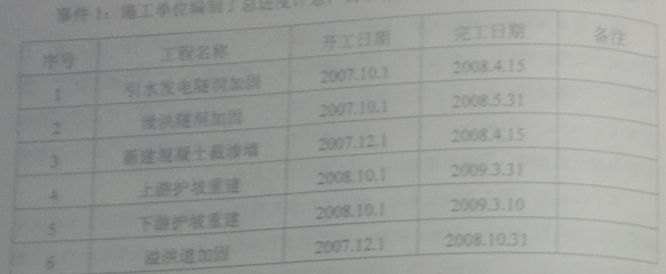 事件1：施工单位编制了总进度计划
序号 工程名称 开工日期 完工日期 备注
1 引水发电隧洞加固 2007.10.1 2008.4.15
2 泄洪隧洞加固 2007.10.1 2008.5.31
3 新建混凝土截渗墙 2007.12.1 2008.4.15
4 上游护坡重建 2008.10.1 2009.3.31
5 下游护坡重建 2008.10.1 2009.3.10
6 溢洪道加固 2007.12.1 2008.10.31